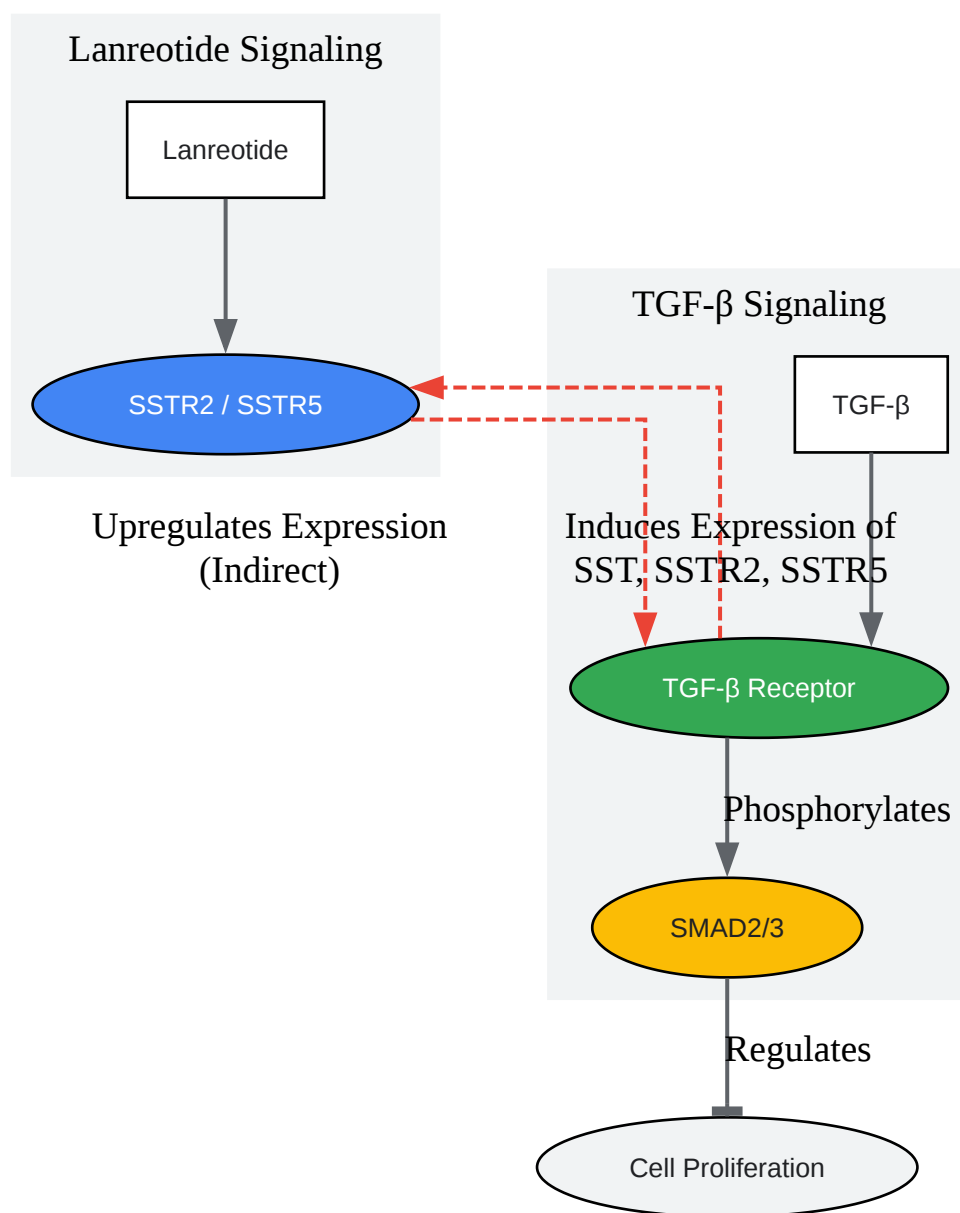 Lanreotide Signaling
Lanreotide
TGF-β Signaling
SSTR2 / SSTR5
TGF-β
Upregulates Expression
(Indirect)
Induces Expression of
SST, SSTR2, SSTR5
TGF-β Receptor
Phosphorylates
SMAD2/3
Regulates
Cell Proliferation